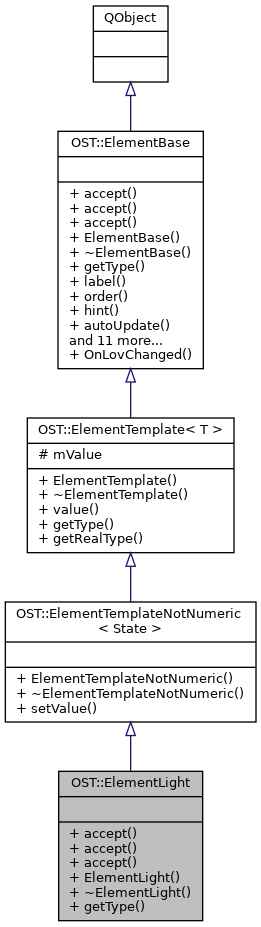 QObject
OST::ElementBase
+ accept()
+ accept()
+ accept()
+ ElementBase()
+ ~ElementBase()
+ getType()
+ label()
+ order()
+ hint()
+ autoUpdate()
and 11 more...
+ OnLovChanged()
OST::ElementTemplate< T >
# mValue
+ ElementTemplate()
+ ~ElementTemplate()
+ value()
+ getType()
+ getRealType()
OST::ElementTemplateNotNumeric
< State >
+ ElementTemplateNotNumeric()
+ ~ElementTemplateNotNumeric()
+ setValue()
OST::ElementLight
+ accept()
+ accept()
+ accept()
+ ElementLight()
+ ~ElementLight()
+ getType()